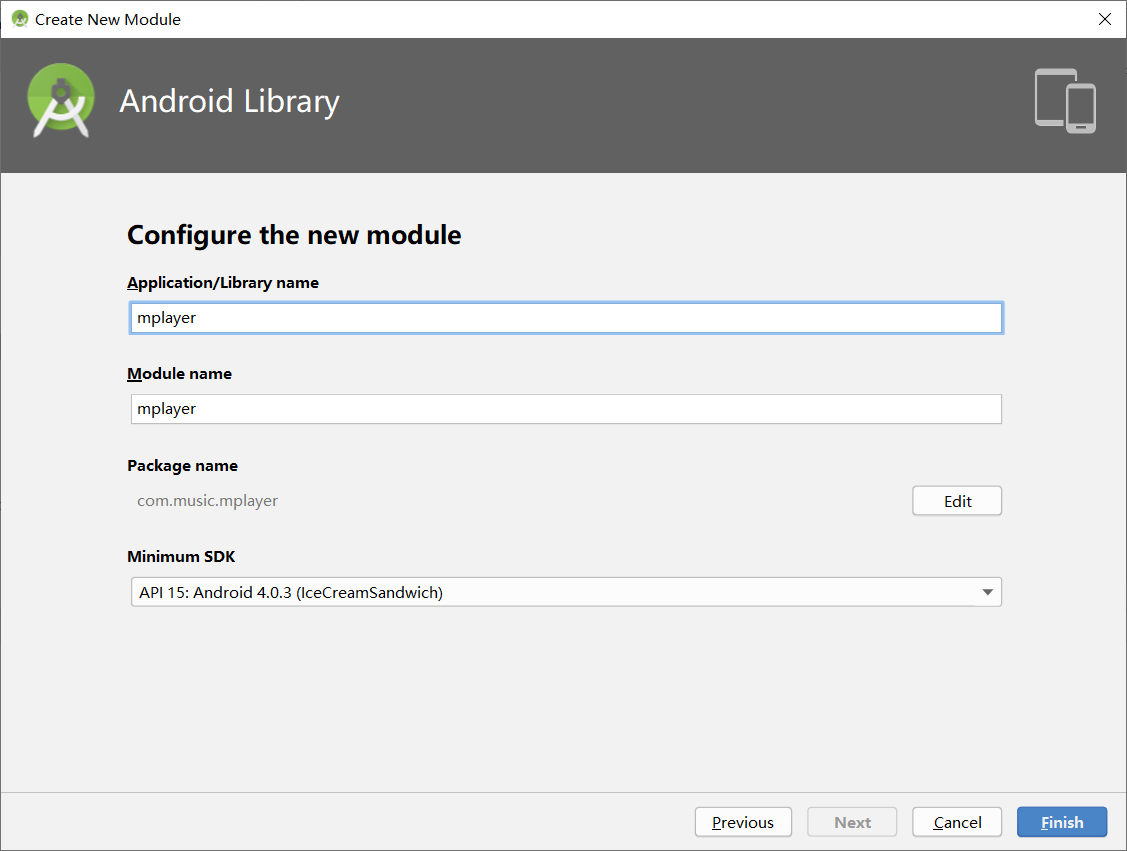 Create New Module
Android Library
Configure the new module
Application/Library name
mplayer
Module name
mplayer
Package name
com.music.mplayer
Edit
Minimum SDK
API 15: Android 4.0.3 (IceCreamSandwich)
Previous Next Cancel Finish